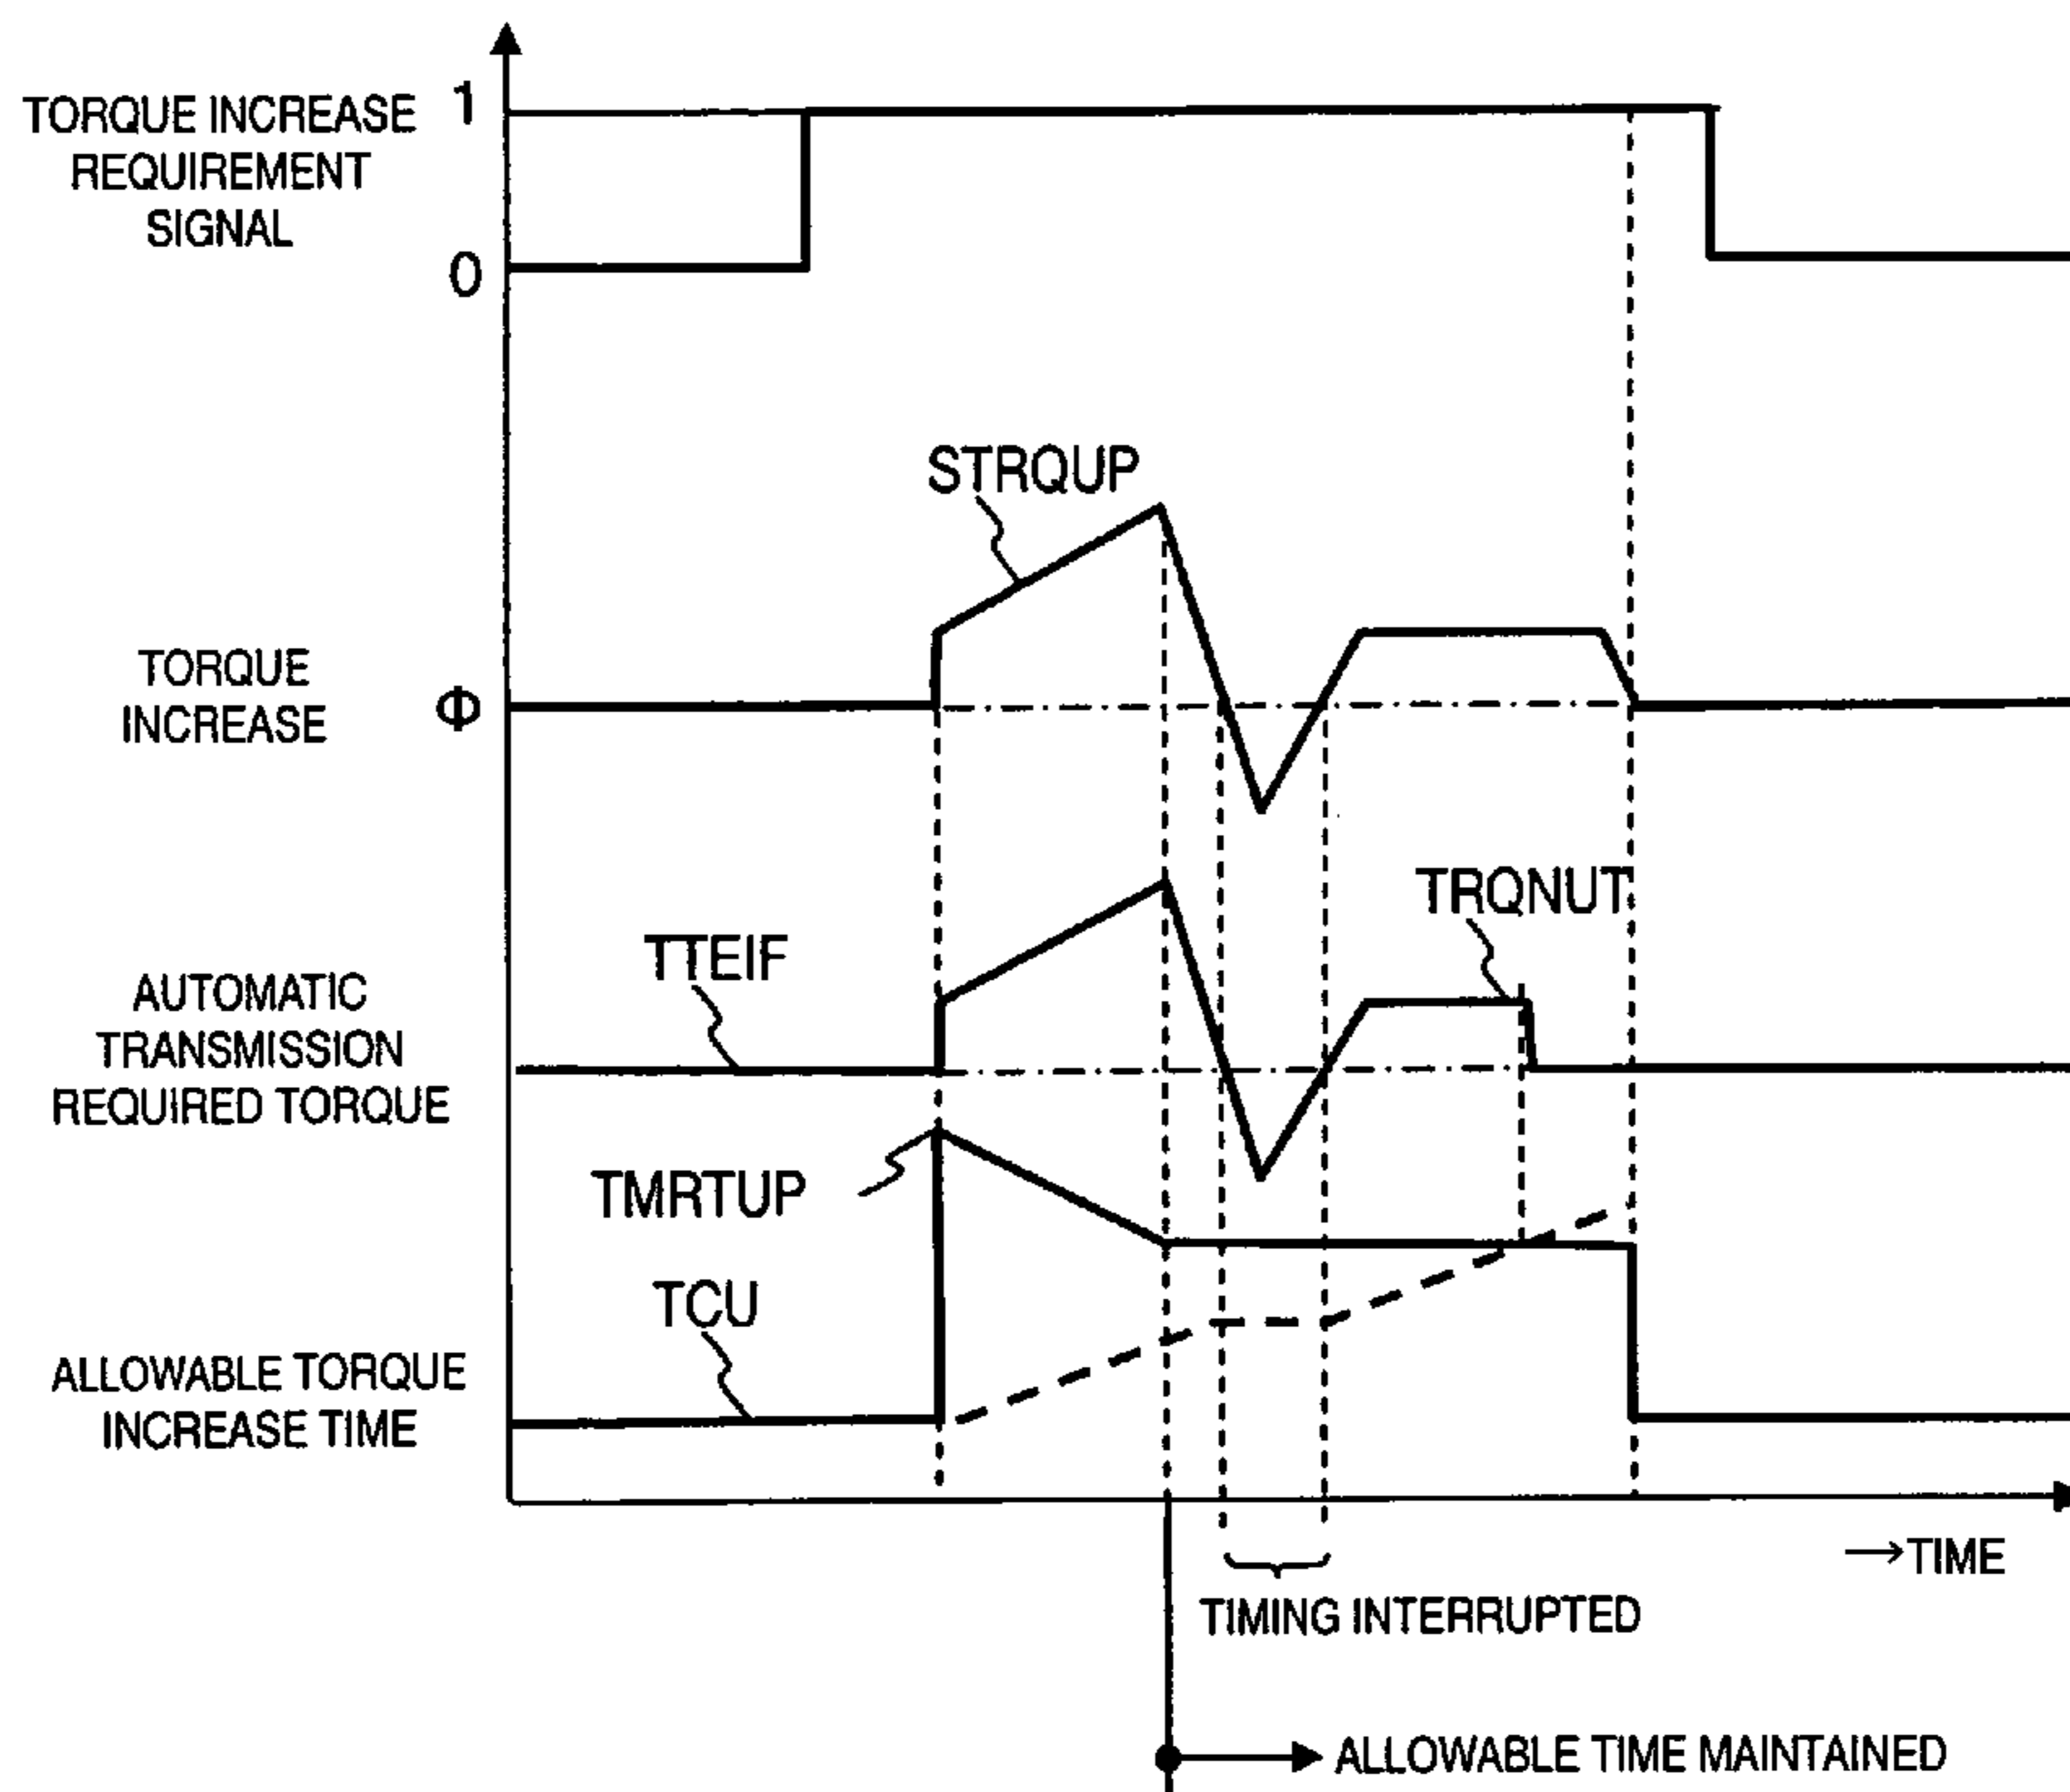 TORQUE INCREASE
REQUIREMENT
SIGNAL
1
0
STRQUP
TORQUE
INCREASE
Φ
TRQNUT
TTEIF
AUTOMATIC
TRANSMISSION
REQUIRED TORQUE
TMRTUP
TCU
ALLOWABLE TORQUE
INCREASE TIME
→TIME
TIMING INTERRUPTED
ALLOWABLE TIME MAINTAINED